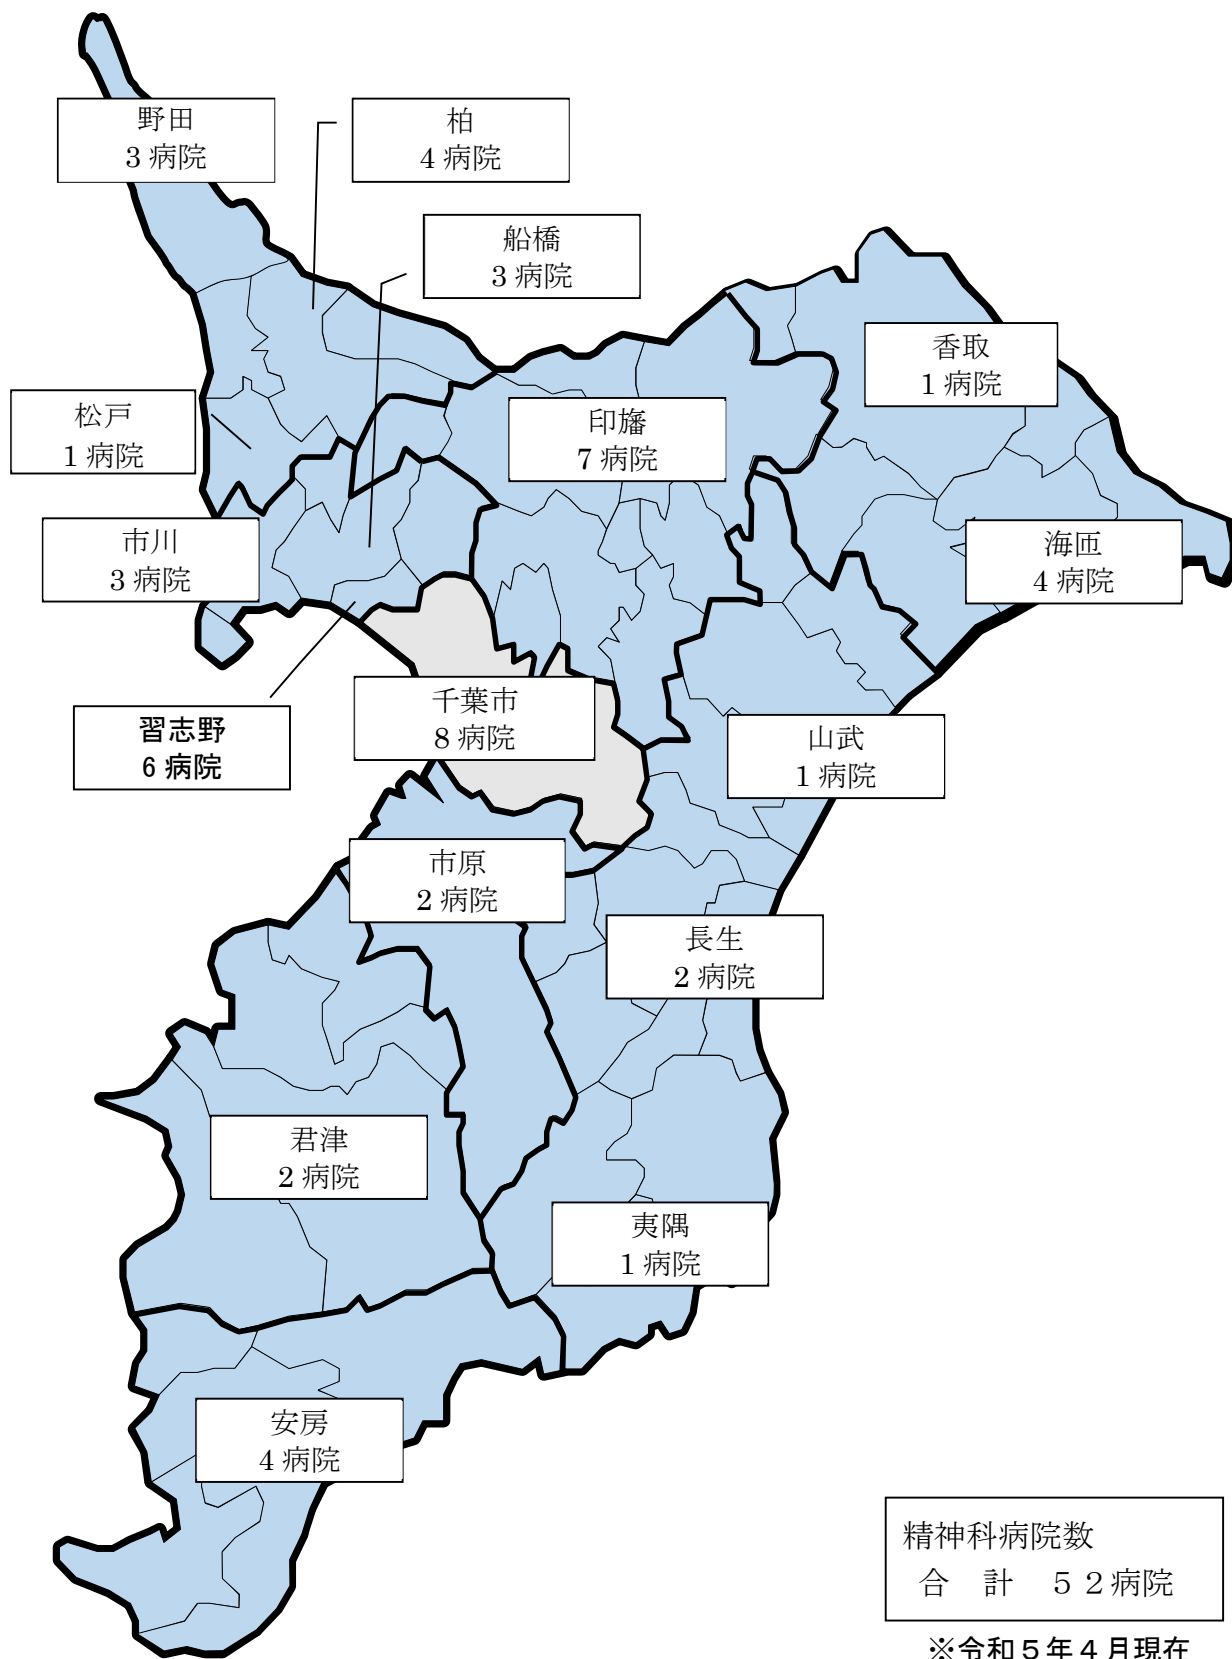 野田
3 病院
柏
4 病院
船橋
3 病院
香取
1 病院
松戸
1 病院
印旛
7 病院
市川
3 病院
海匝
4 病院
習志野
6 病院
千葉市
8 病院
山武
1 病院
市原
2 病院
長生
2 病院
君津
2 病院
夷隅
1 病院
安房
4 病院
精神科病院数
合　計　５２病院
※令和５年４月現在